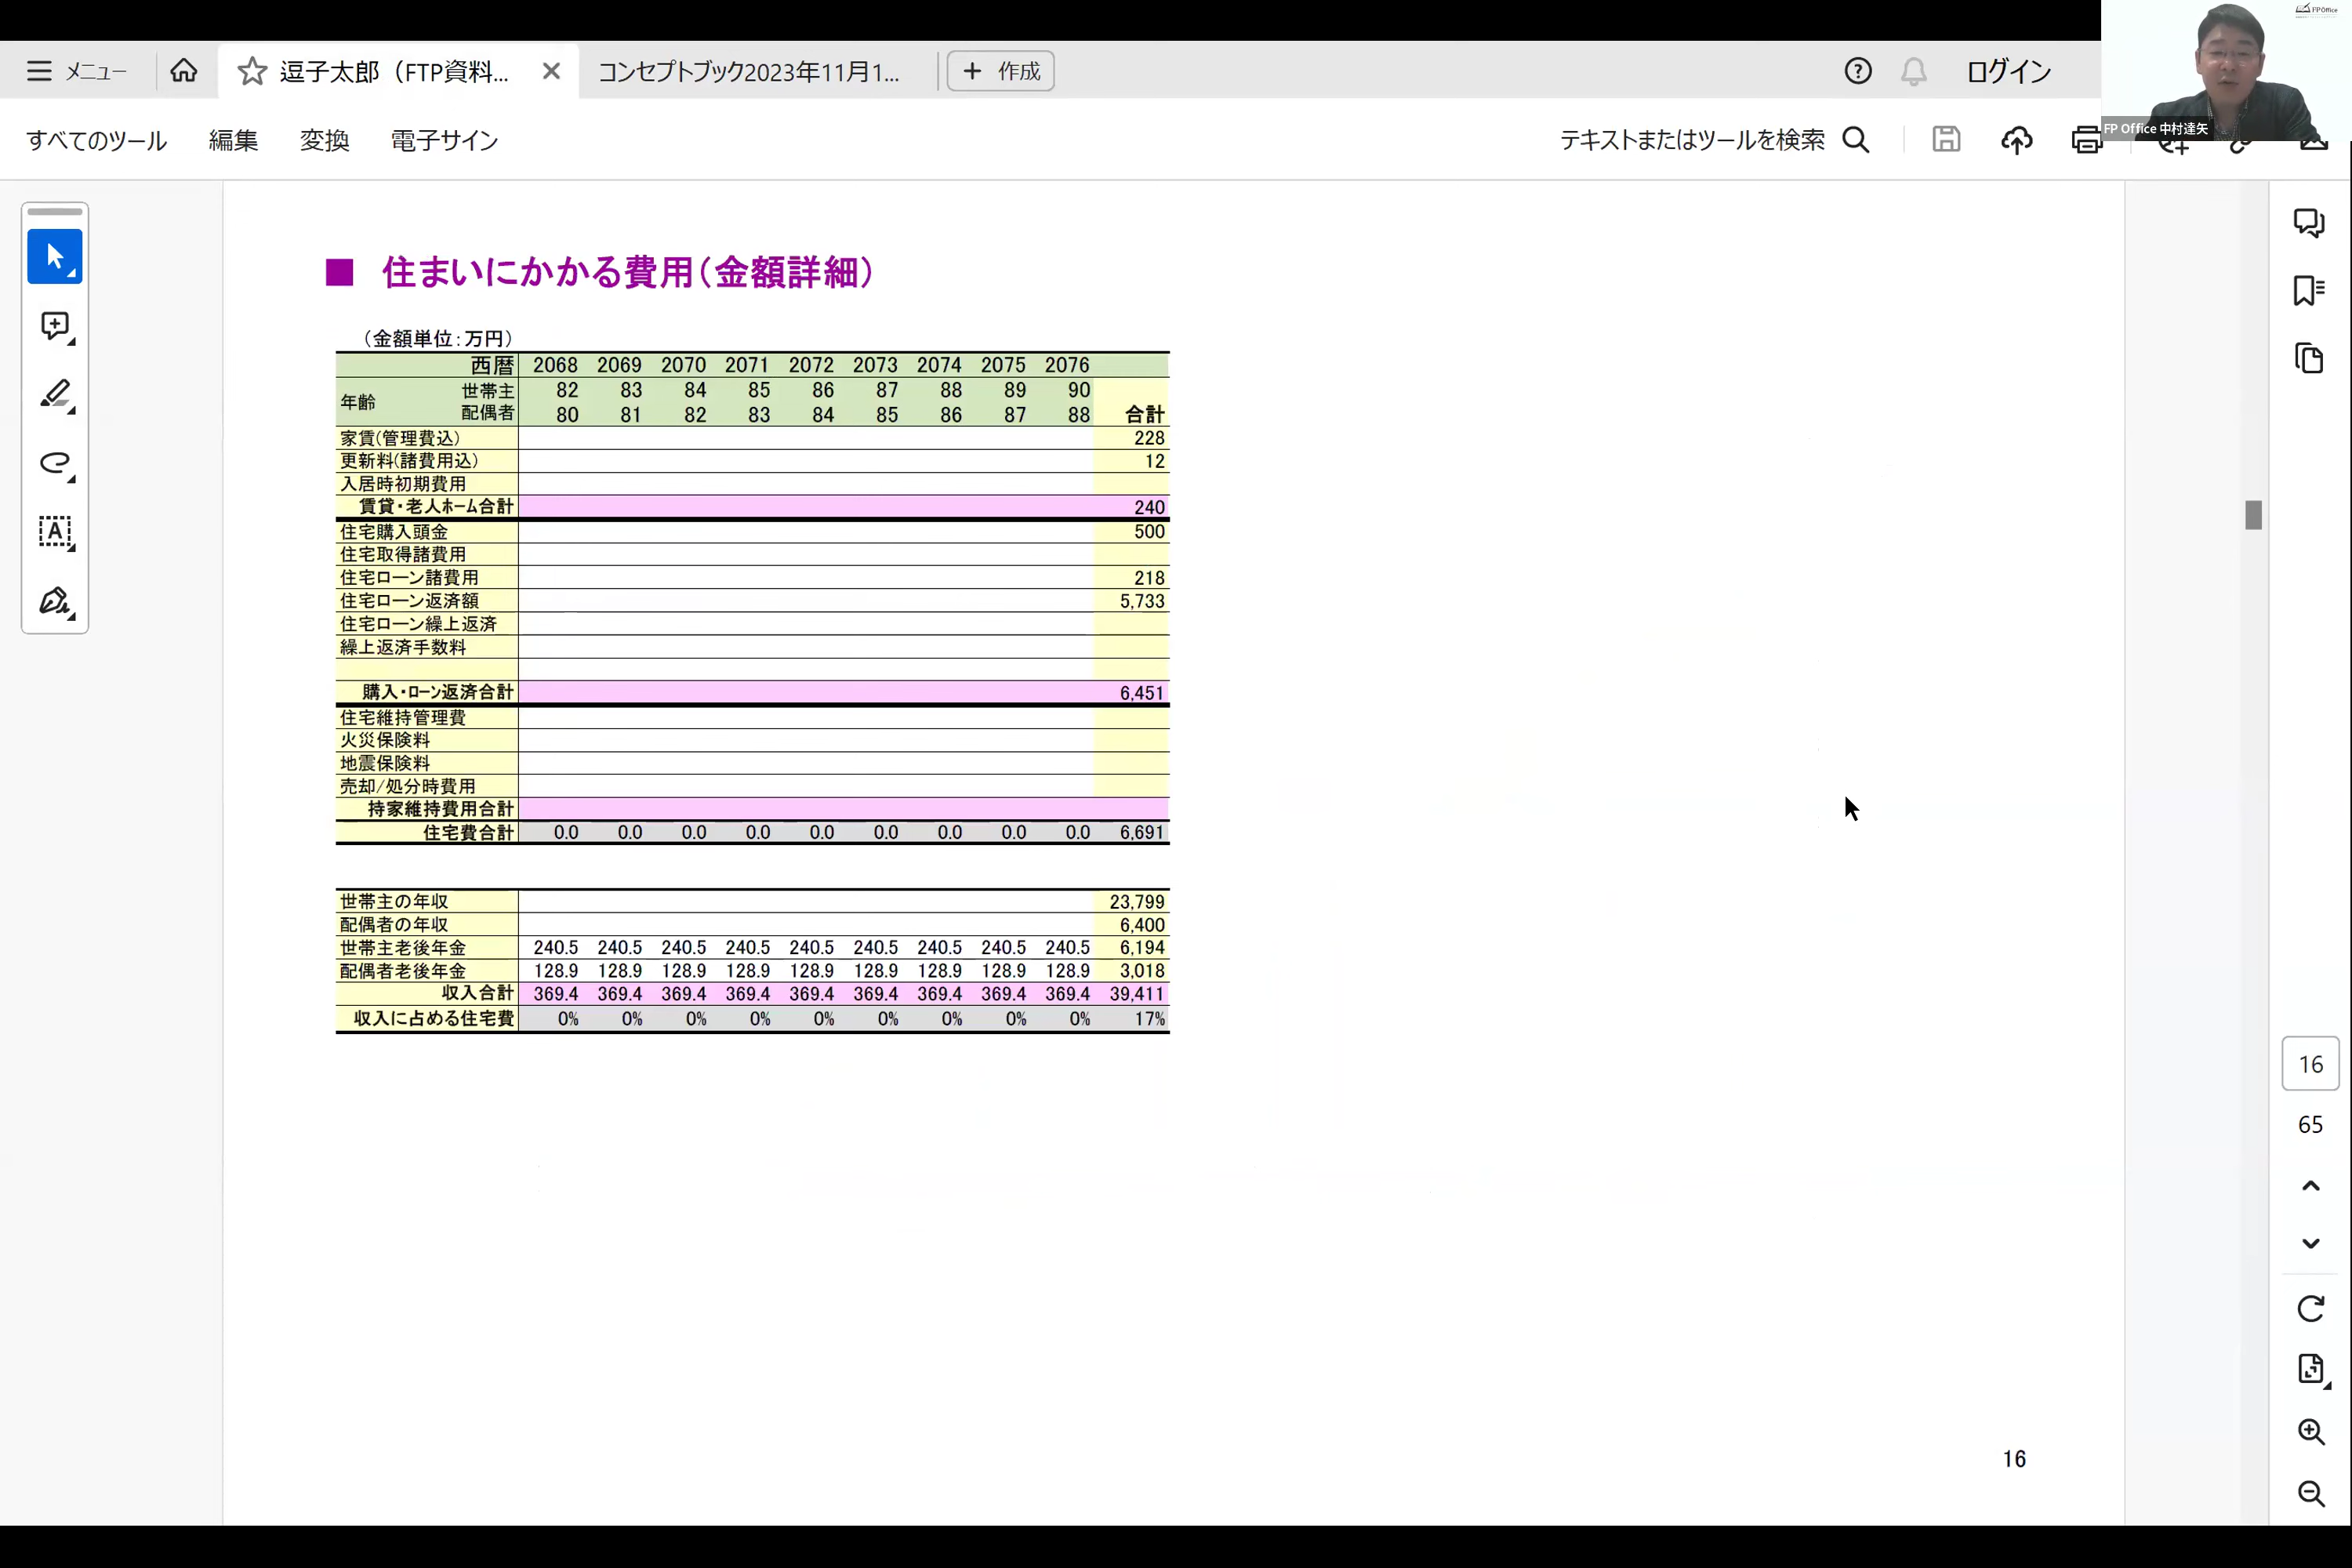 メニュー
逗子太郎（FTP資料...
コンセプトブック2023年11月1...
作成
ログイン
FP Office
FP Office 中村達矢
すべてのツール 編集 変換 電子サイン
テキストまたはツールを検索
■ 住まいにかかる費用（金額詳細）
（金額単位：万円）
西暦 2068 2069 2070 2071 2072 2073 2074 2075 2076
年齢 世帯主 82 83 84 85 86 87 88 89 90
配偶者 80 81 82 83 84 85 86 87 88 合計
家賃(管理費込) 228
更新料(諸費用込) 12
入居時初期費用
賃貸・老人ホーム合計 240
住宅購入頭金 500
住宅取得諸費用
住宅ローン諸費用 218
住宅ローン返済額 5,733
住宅ローン繰上返済
繰上返済手数料
購入・ローン返済合計 6,451
住宅維持管理費
火災保険料
地震保険料
売却/処分時費用
持家維持費用合計
住宅費合計 0.0 0.0 0.0 0.0 0.0 0.0 0.0 0.0 0.0 6,691
世帯主の年収 23,799
配偶者の年収 6,400
世帯主老後年金 240.5 240.5 240.5 240.5 240.5 240.5 240.5 240.5 240.5 6,194
配偶者老後年金 128.9 128.9 128.9 128.9 128.9 128.9 128.9 128.9 128.9 3,018
収入合計 369.4 369.4 369.4 369.4 369.4 369.4 369.4 369.4 369.4 39,411
収入に占める住宅費 0% 0% 0% 0% 0% 0% 0% 0% 0% 17%
16
16
65